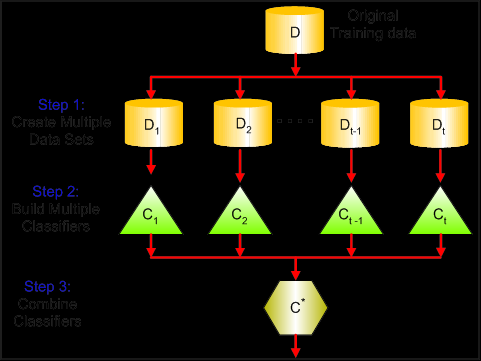 Original
Training data
D
Step 1:
Create Multiple
Data Sets
D1
D2
. . . .
Dt-1
Dt
Step 2:
Build Multiple
Classifiers
C1
C2
Ct -1
Ct
Step 3:
Combine
Classifiers
C*